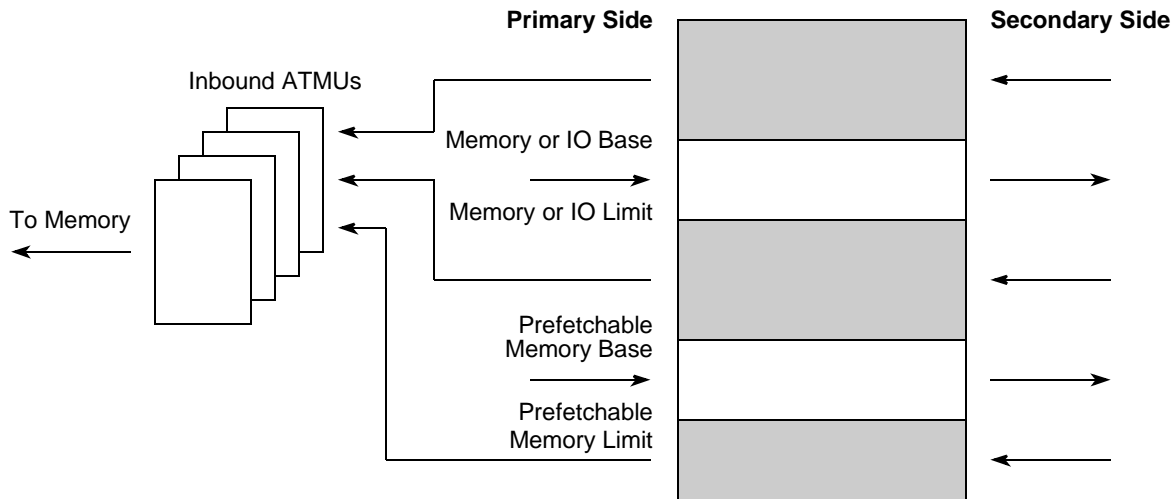 Primary Side
Secondary Side
Inbound ATMUs
Memory or IO Base
Memory or IO Limit
To Memory
Prefetchable
Memory Base
Prefetchable
Memory Limit